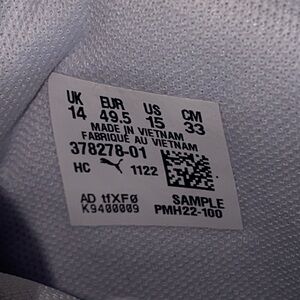 UK EUR US CM
14 49.5 15 33
MADE IN VIETNAM
FABRIQUÉ AU VIETNAM
378278-01
HC 1122
AD tfXFø SAMPLE
K9400009 PMH22-100